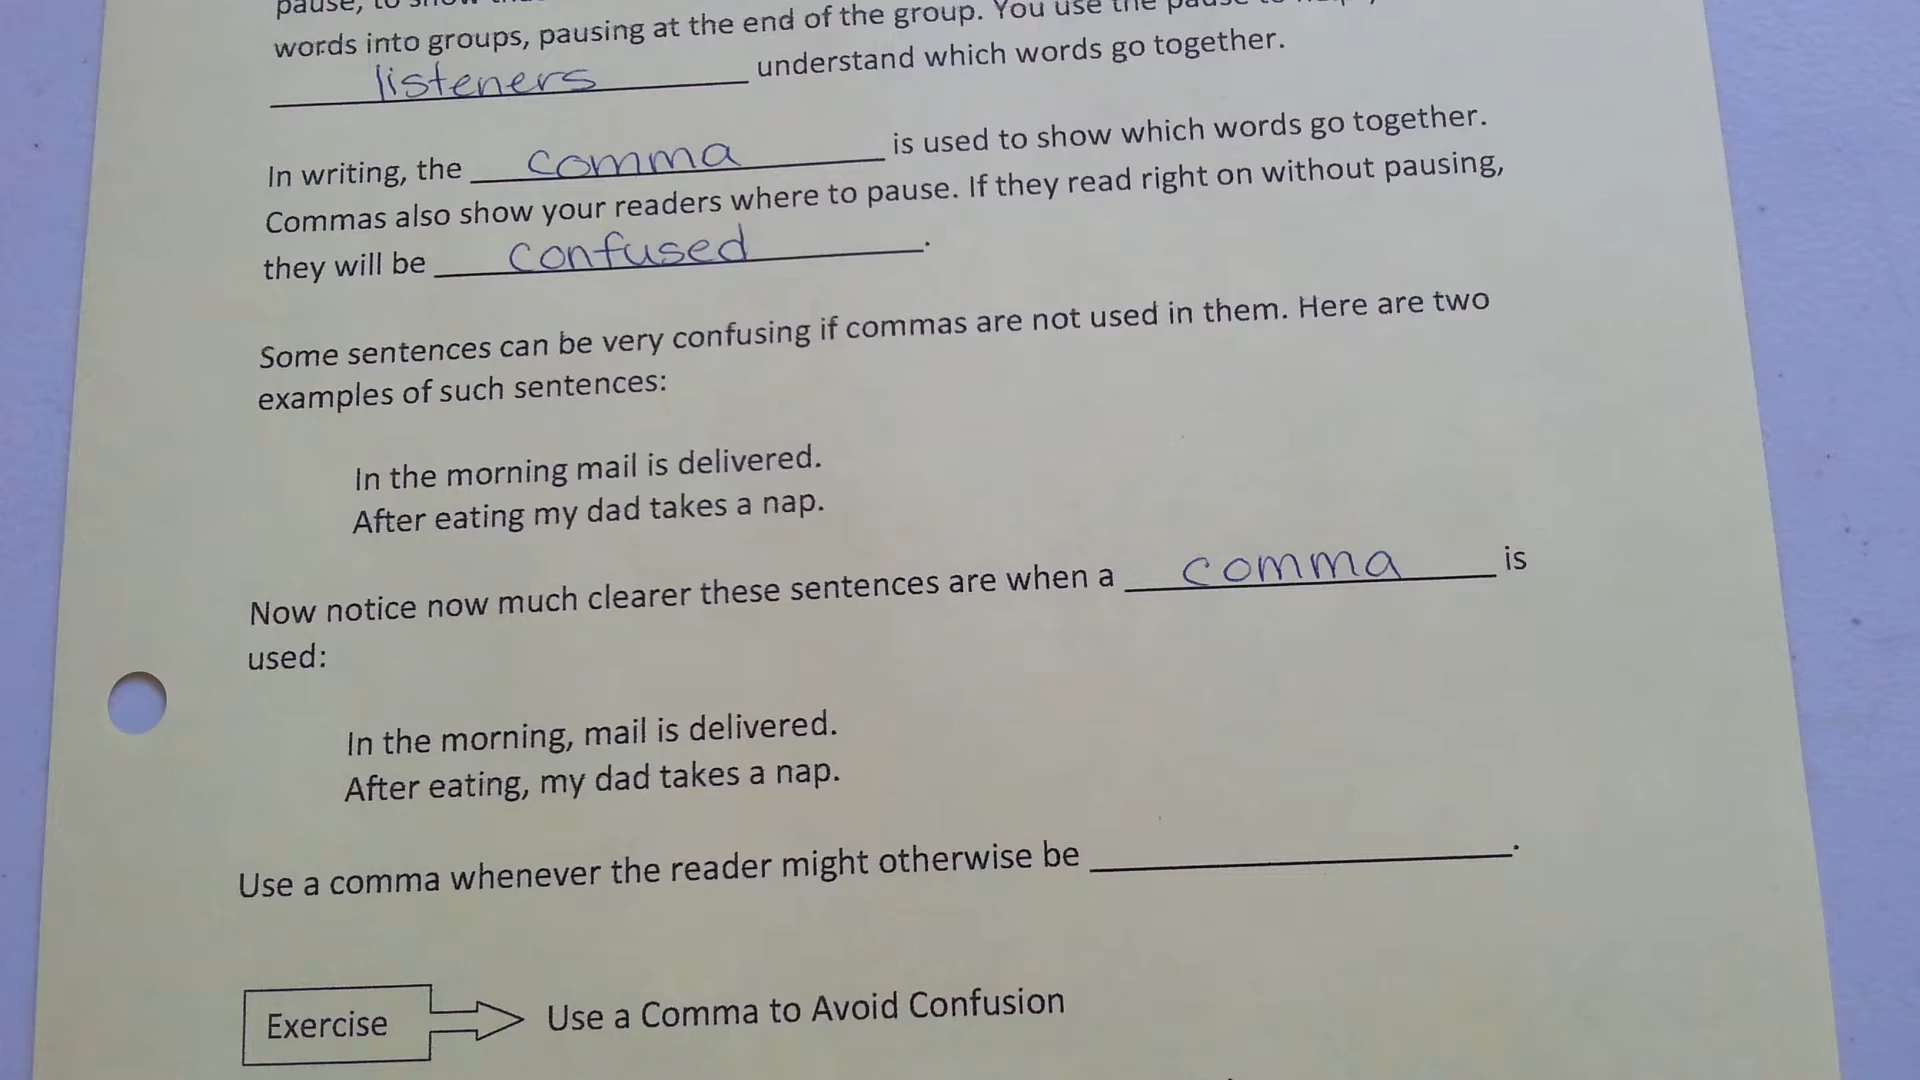 words into groups, pausing at the end of the group. You use the
listeners understand which words go together.
In writing, the comma is used to show which words go together.
Commas also show your readers where to pause. If they read right on without pausing,
they will be confused.
Some sentences can be very confusing if commas are not used in them. Here are two
examples of such sentences:
In the morning mail is delivered.
After eating my dad takes a nap.
Now notice now much clearer these sentences are when a comma is
used:
In the morning, mail is delivered.
After eating, my dad takes a nap.
Use a comma whenever the reader might otherwise be .
Exercise Use a Comma to Avoid Confusion